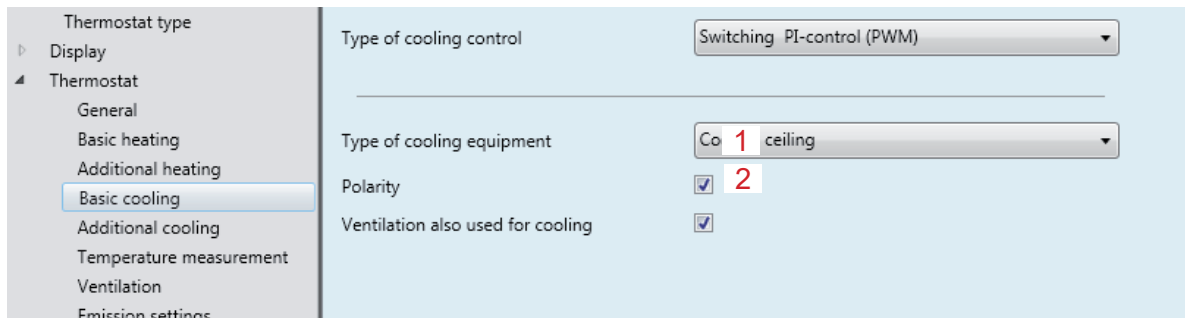 Thermostat type
Display
Thermostat
General
Basic heating
Additional heating
Basic cooling
Additional cooling
Temperature measurement
Ventilation
Emission settings
Type of cooling control
Switching PI-control (PWM)
Type of cooling equipment
Co 1 ceiling
Polarity
2
Ventilation also used for cooling